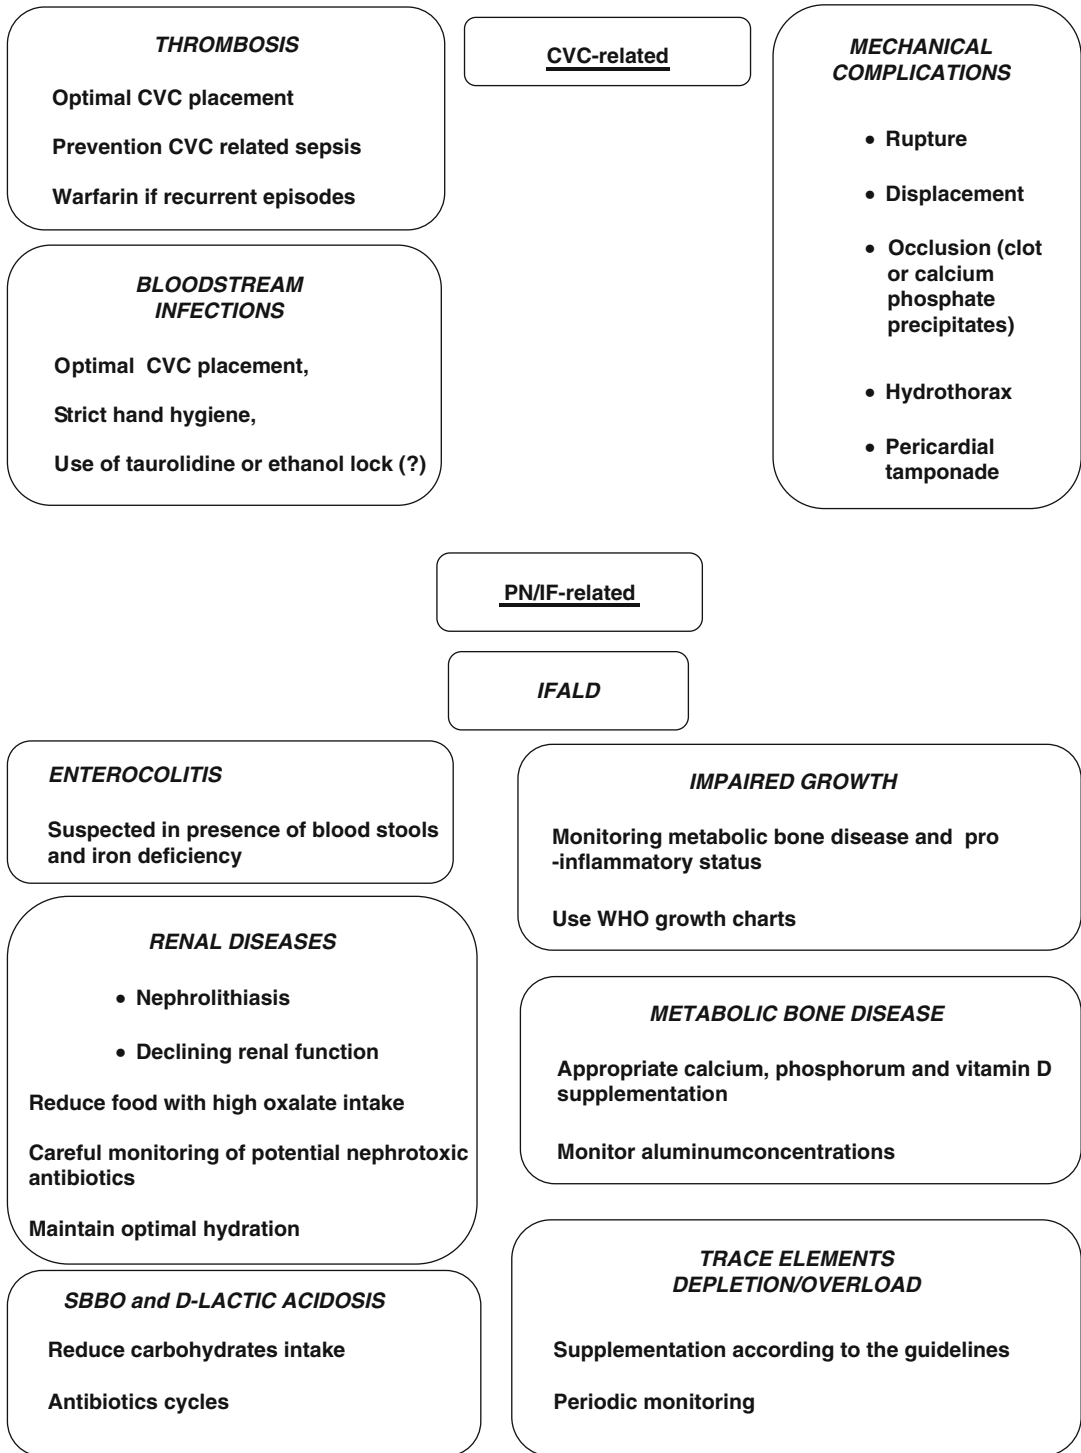 THROMBOSIS
Optimal CVC placement
Prevention CVC related sepsis
Warfarin if recurrent episodes
CVC-related
MECHANICAL
COMPLICATIONS
• Rupture
• Displacement
• Occlusion (clot
or calcium
phosphate
precipitates)
• Hydrothorax
• Pericardial
tamponade
BLOODSTREAM
INFECTIONS
Optimal CVC placement,
Strict hand hygiene,
Use of taurolidine or ethanol lock (?)
PN/IF-related
IFALD
ENTEROCOLITIS
Suspected in presence of blood stools
and iron deficiency
IMPAIRED GROWTH
Monitoring metabolic bone disease and pro
-inflammatory status
Use WHO growth charts
RENAL DISEASES
• Nephrolithiasis
• Declining renal function
Reduce food with high oxalate intake
Careful monitoring of potential nephrotoxic
antibiotics
Maintain optimal hydration
METABOLIC BONE DISEASE
Appropriate calcium, phosphorum and vitamin D
supplementation
Monitor aluminumconcentrations
SBBO and D-LACTIC ACIDOSIS
Reduce carbohydrates intake
Antibiotics cycles
TRACE ELEMENTS
DEPLETION/OVERLOAD
Supplementation according to the guidelines
Periodic monitoring